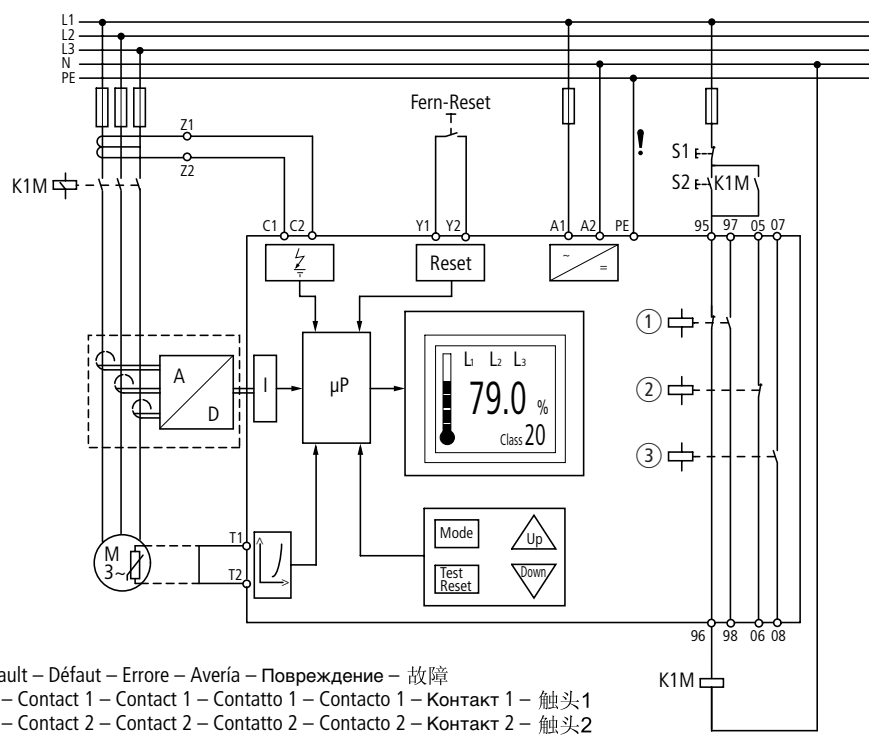 L1
L2
L3
N
PE
Fern-Reset
Z1
Z2
!
S1
S2 K1M
K1M
C1 C2 Y1 Y2 A1 A2 PE 95 97 05 07
Reset
~
=
①
L1 L2 L3
A
D
I
µP
79.0 %
Class 20
②
③
M
3~
T1
T2
Mode
Up
Test
Reset
Down
96 98 06 08
K1M
ault – Défaut – Errore – Avería – Повреждение – 故障
– Contact 1 – Contact 1 – Contatto 1 – Contacto 1 – Контакт 1 – 触头1
– Contact 2 – Contact 2 – Contatto 2 – Contacto 2 – Контакт 2 – 触头2